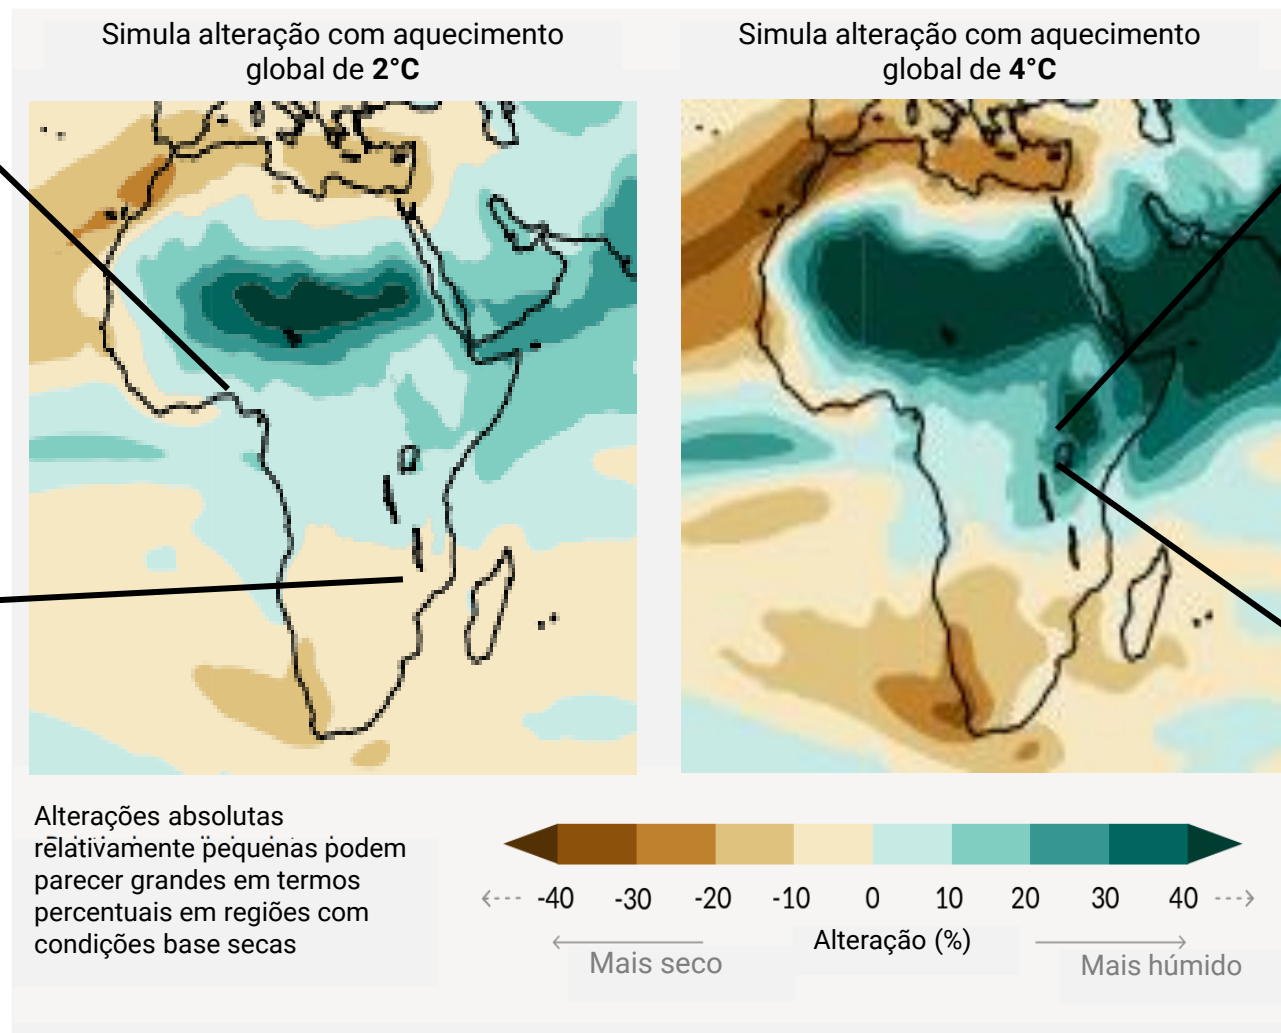 Simula alteração com aquecimento
global de 2°C
Simula alteração com aquecimento
global de 4°C
Alterações absolutas
relativamente pequenas podem
parecer grandes em termos
percentuais em regiões com
condições base secas
-40 -30 -20 -10 0 10 20 30 40
Alteração (%)
Mais seco
Mais húmido